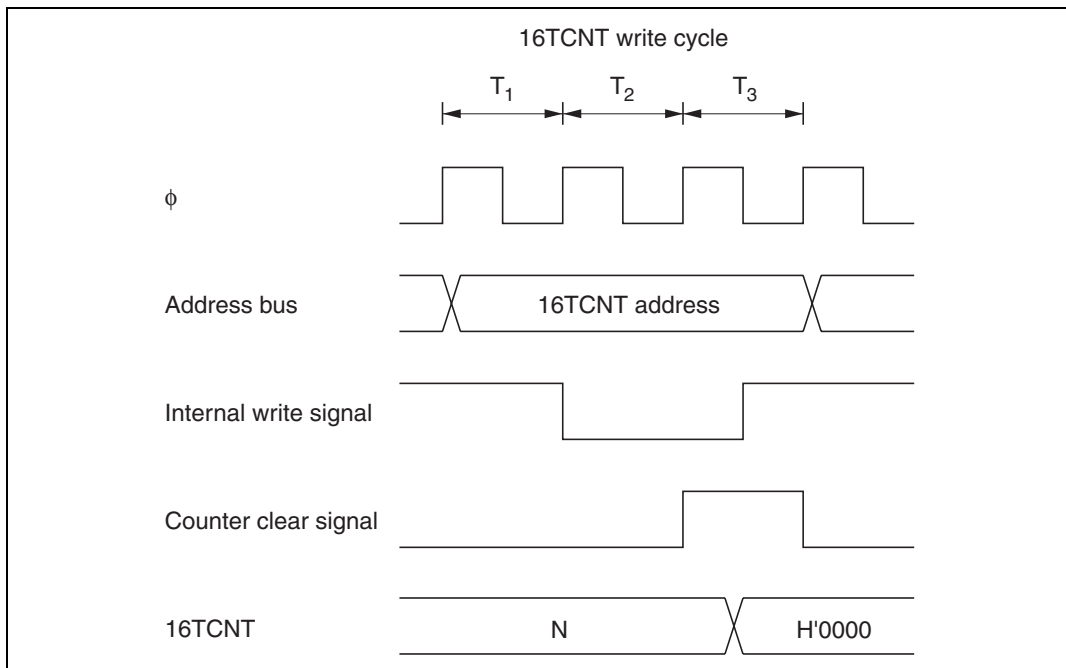 16TCNT write cycle
T1 T2 T3
ϕ
Address bus 16TCNT address
Internal write signal
Counter clear signal
16TCNT N H'0000